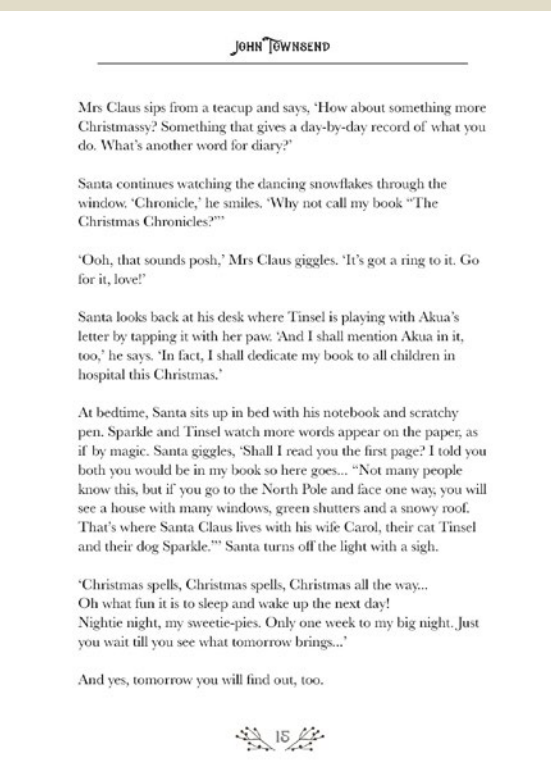 John Townsend
Mrs Claus sips from a teacup and says, ‘How about something more
Christmassy? Something that gives a day-by-day record of what you
do. What’s another word for diary?’
Santa continues watching the dancing snowflakes through the
window. ‘Chronicle,’ he smiles. ‘Why not call my book “The
Christmas Chronicles?”’
‘Ooh, that sounds posh,’ Mrs Claus giggles. ‘It’s got a ring to it. Go
for it, love!’
Santa looks back at his desk where Tinsel is playing with Akua’s
letter by tapping it with her paw. ‘And I shall mention Akua in it,
too,’ he says. ‘In fact, I shall dedicate my book to all children in
hospital this Christmas.’
At bedtime, Santa sits up in bed with his notebook and scratchy
pen. Sparkle and Tinsel watch more words appear on the paper, as
if by magic. Santa giggles, ‘Shall I read you the first page? I told you
both you would be in my book so here goes... “Not many people
know this, but if you go to the North Pole and face one way, you will
see a house with many windows, green shutters and a snowy roof.
That’s where Santa Claus lives with his wife Carol, their cat Tinsel
and their dog Sparkle.”’ Santa turns off the light with a sigh.
‘Christmas spells, Christmas spells, Christmas all the way...
Oh what fun it is to sleep and wake up the next day!
Nightie night, my sweetie-pies. Only one week to my big night. Just
you wait till you see what tomorrow brings...’
And yes, tomorrow you will find out, too.
15